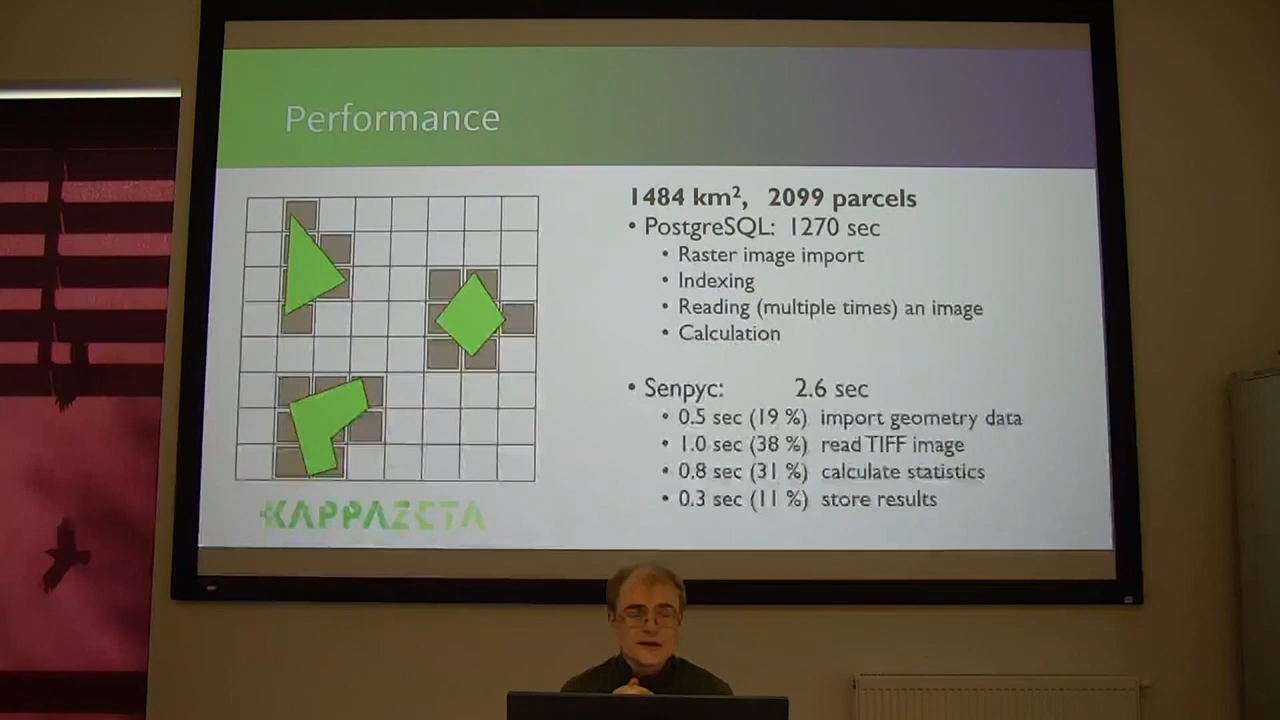 Performance
1484 km², 2099 parcels
• PostgreSQL: 1270 sec
• Raster image import
• Indexing
• Reading (multiple times) an image
• Calculation
• Senpyc: 2.6 sec
• 0.5 sec (19 %) import geometry data
• 1.0 sec (38 %) read TIFF image
• 0.8 sec (31 %) calculate statistics
• 0.3 sec (11 %) store results
KAPPAZETA